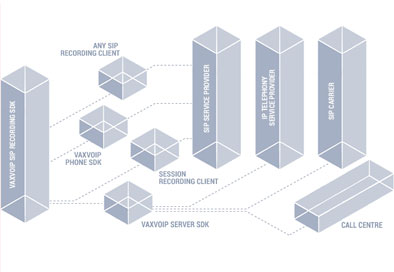 ANY SIP
RECORDING CLIENT
VAXVOIP SIP RECORDING SDK
VAXVOIP
PHONE SDK
SESSION
RECORDING CLIENT
VAXVOIP SERVER SDK
SIP SERVICE PROVIDER
IP TELEPHONY
SERVICE PROVIDER
SIP CARRIER
CALL CENTRE